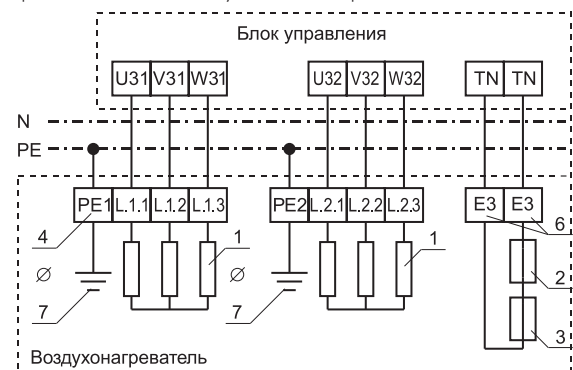 Блок управления
U31 V31 W31 U32 V32 W32 TN TN
N
PE
PE1 L.1.1 L.1.2 L.1.3 PE2 L.2.1 L.2.2 L.2.3 E3 E3
4 1 1 6
2
7 7 3
Воздухонагреватель